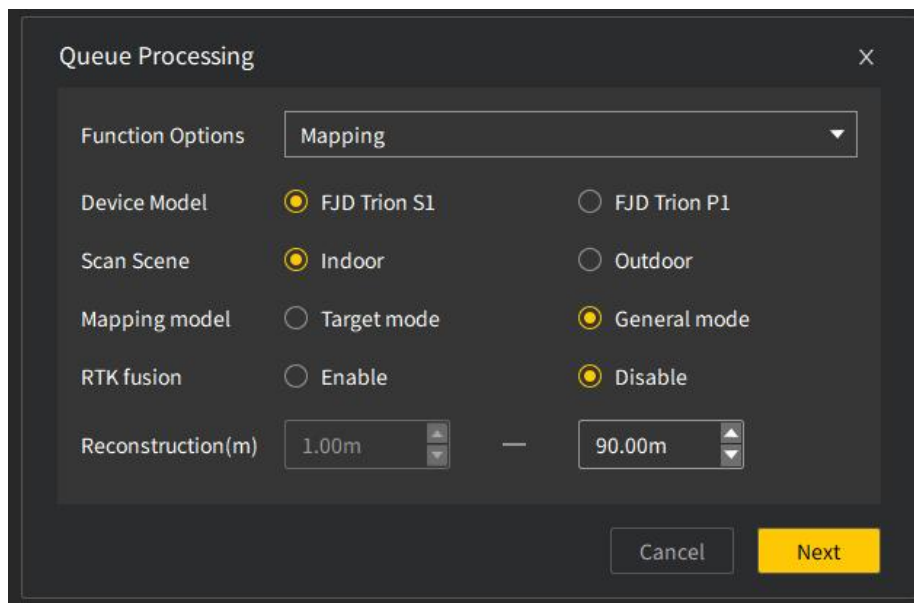 Queue Processing X
Function Options Mapping
Device Model FJD Trion S1 FJD Trion P1
Scan Scene Indoor Outdoor
Mapping model Target mode General mode
RTK fusion Enable Disable
Reconstruction(m) 1.00m — 90.00m
Cancel Next